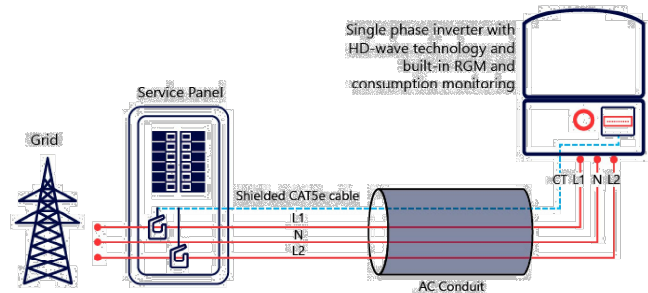 Single phase inverter with
HD-wave technology and
built-in RGM and
consumption monitoring
Service Panel
Grid
CT L1 N L2
Shielded CAT5e cable
L1
N
L2
AC Conduit